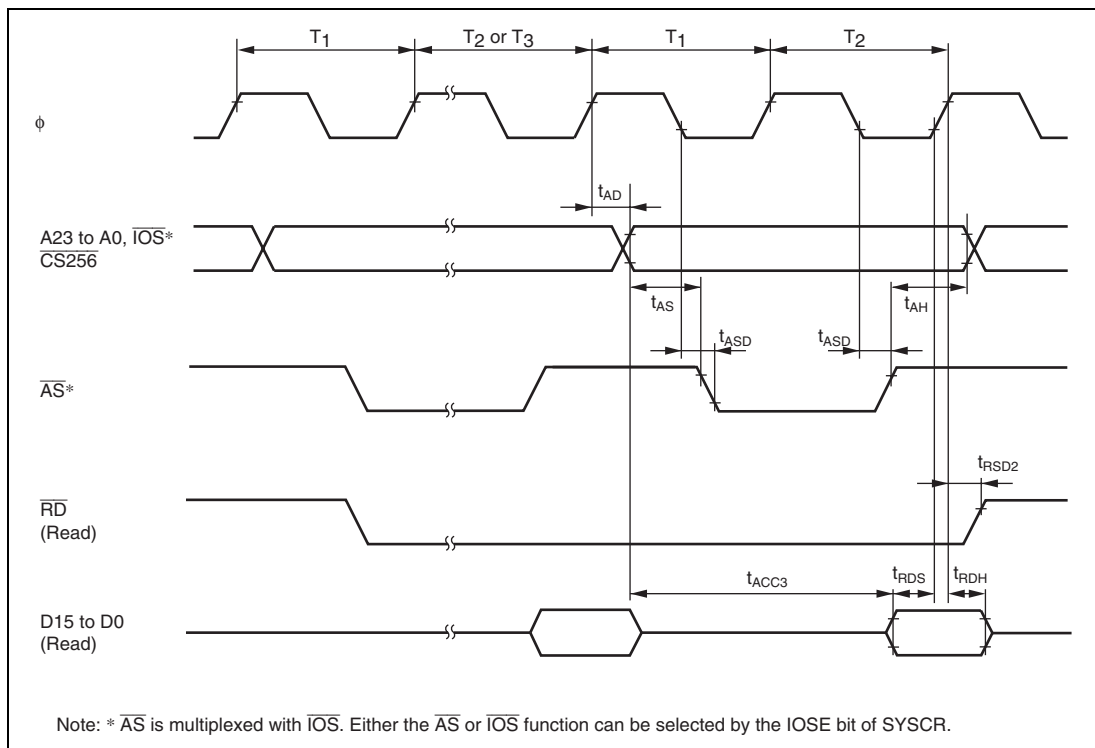 T1 T2 or T3 T1 T2
ϕ
tAD
A23 to A0, IOS*
CS256
tAS tAH
tASD tASD
AS*
tRSD2
RD
(Read)
tACC3 tRDS tRDH
D15 to D0
(Read)
Note: * AS is multiplexed with IOS. Either the AS or IOS function can be selected by the IOSE bit of SYSCR.